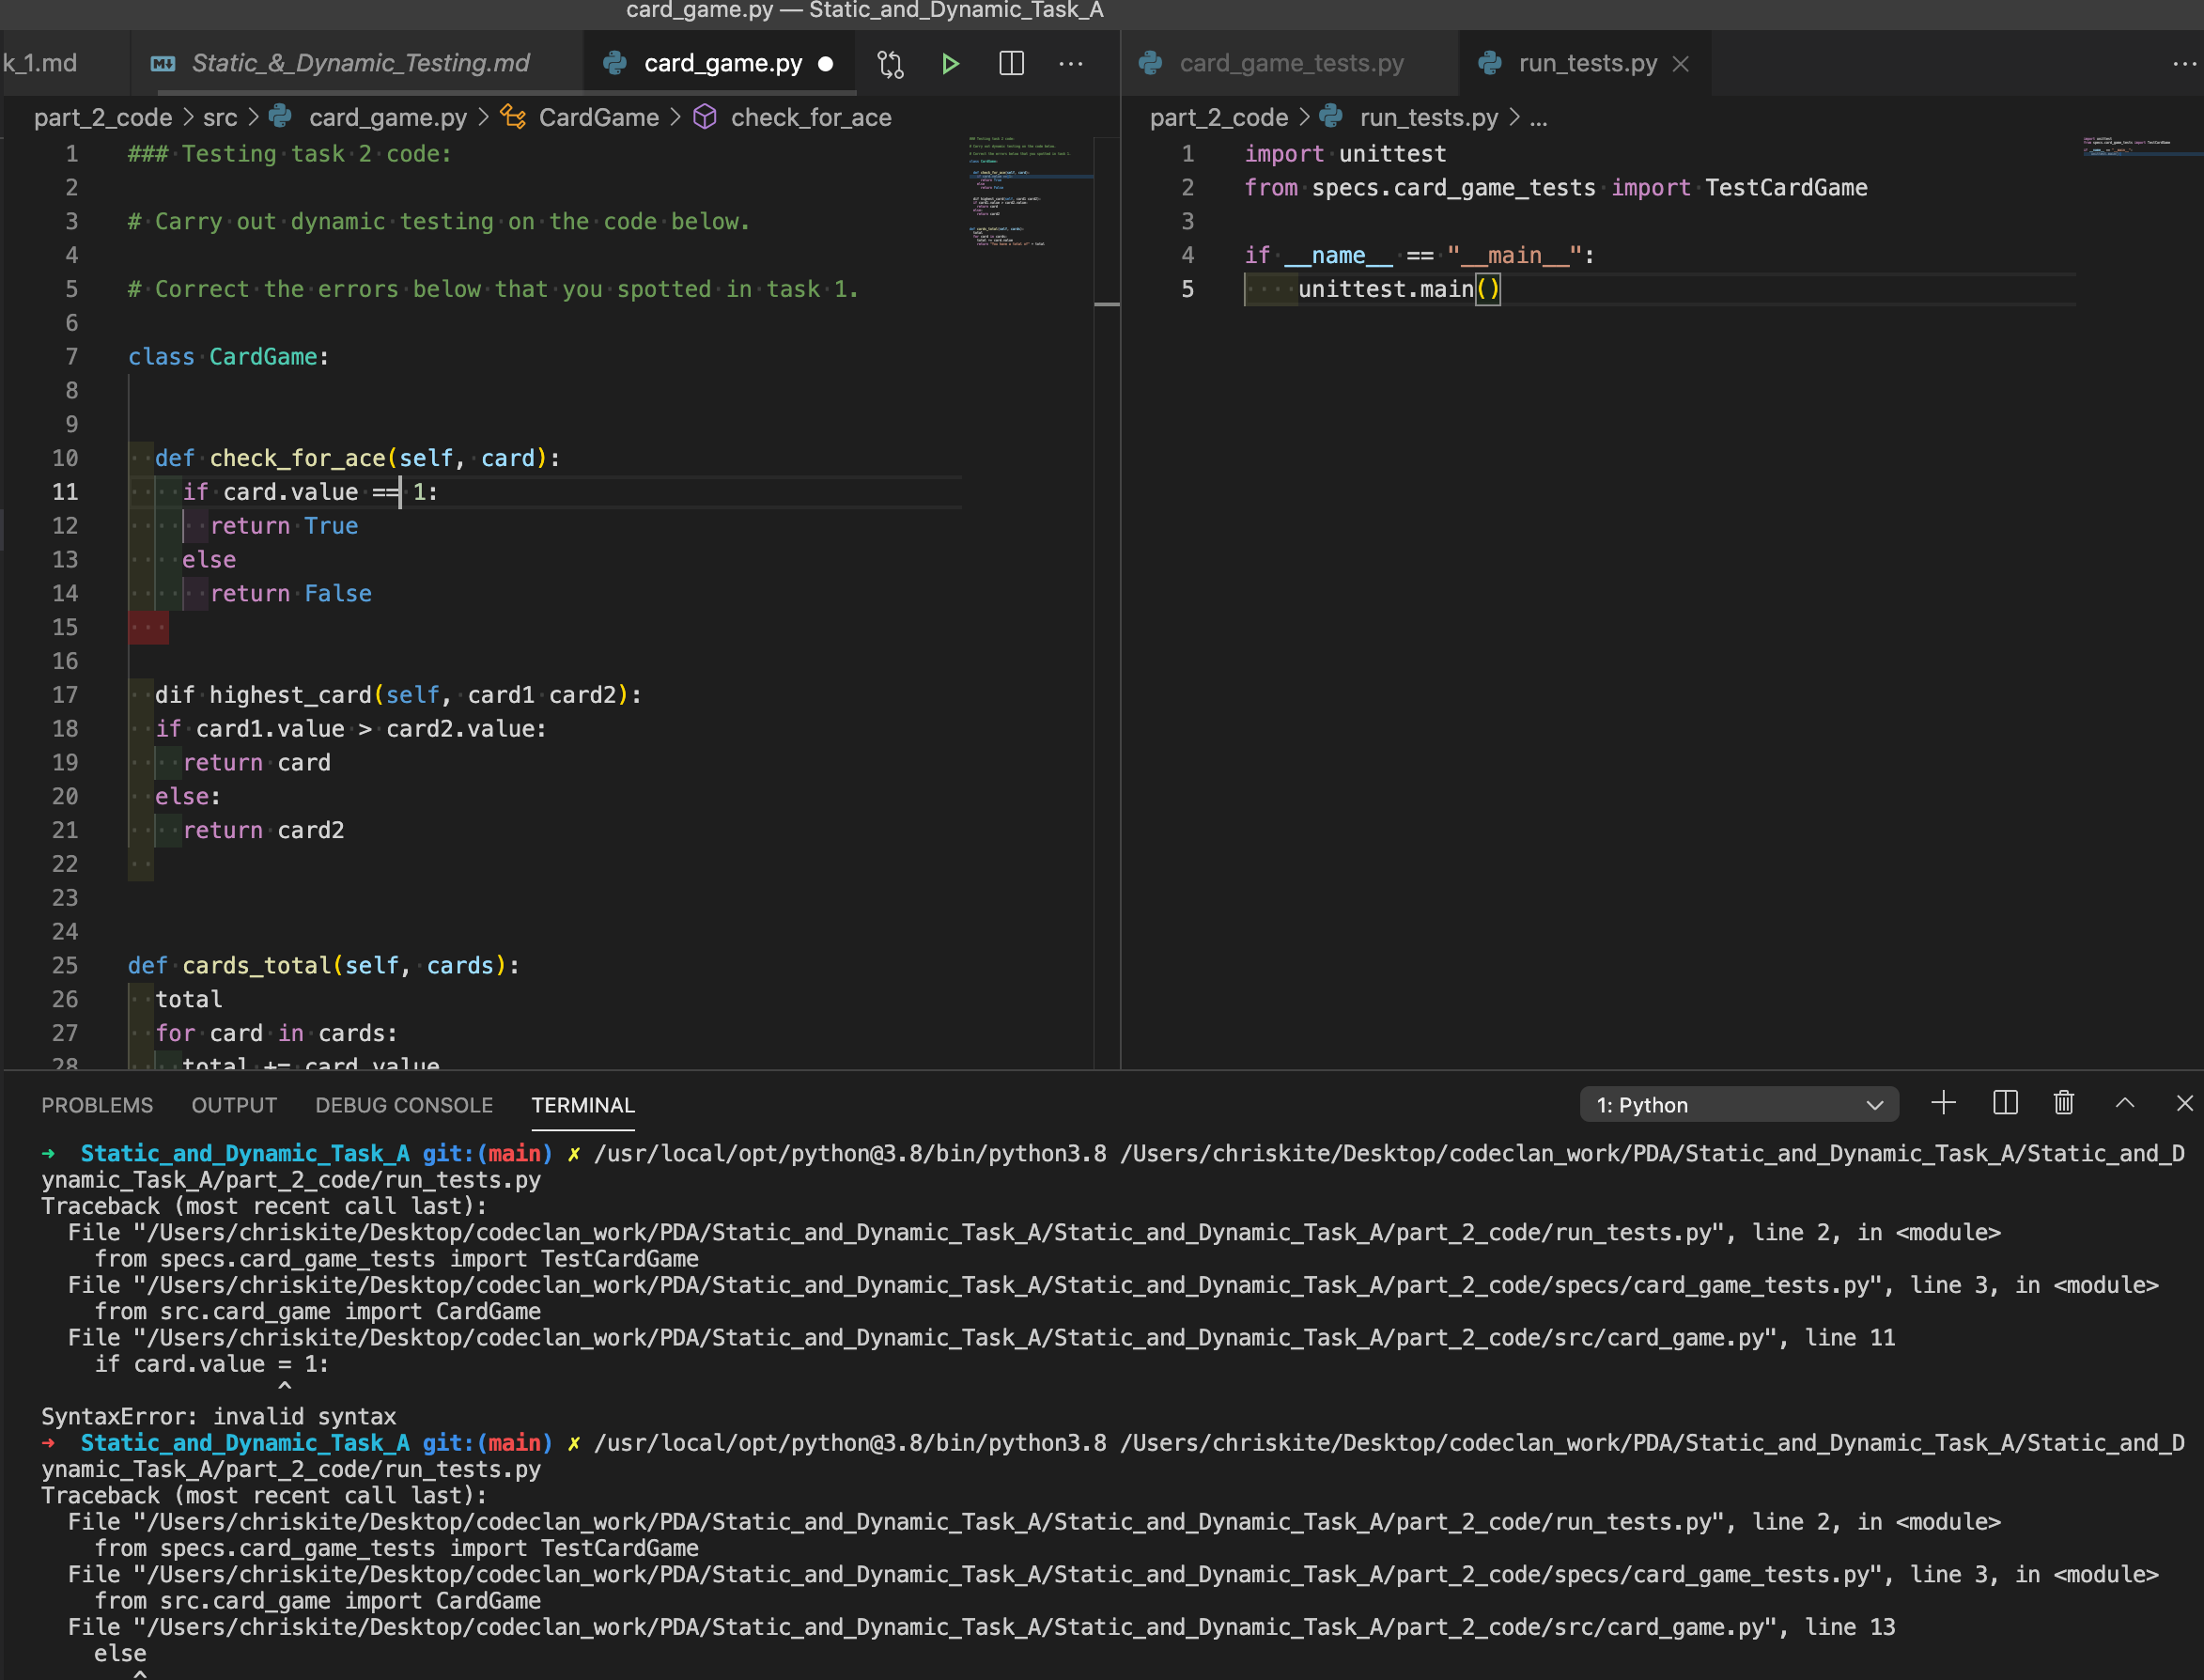 card_game.py — Static_and_Dynamic_Task_A
k_1.md
Static_&_Dynamic_Testing.md
card_game.py
card_game_tests.py
run_tests.py
part_2_code > src > card_game.py > CardGame > check_for_ace
1 ### Testing task 2 code:
2
3 # Carry out dynamic testing on the code below.
4
5 # Correct the errors below that you spotted in task 1.
6
7 class CardGame:
8
9
10   def check_for_ace(self, card):
11     if card.value == 1:
12       return True
13     else
14       return False
15
16
17   dif highest_card(self, card1 card2):
18   if card1.value > card2.value:
19     return card
20   else:
21     return card2
22
23
24
25 def cards_total(self, cards):
26   total
27   for card in cards:
28     total += card.value
part_2_code > run_tests.py > ...
1 import unittest
2 from specs.card_game_tests import TestCardGame
3
4 if __name__ == "__main__":
5     unittest.main()
PROBLEMS OUTPUT DEBUG CONSOLE TERMINAL
1: Python
➜  Static_and_Dynamic_Task_A git:(main) ✗ /usr/local/opt/python@3.8/bin/python3.8 /Users/chriskite/Desktop/codeclan_work/PDA/Static_and_Dynamic_Task_A/Static_and_D
ynamic_Task_A/part_2_code/run_tests.py
Traceback (most recent call last):
  File "/Users/chriskite/Desktop/codeclan_work/PDA/Static_and_Dynamic_Task_A/Static_and_Dynamic_Task_A/part_2_code/run_tests.py", line 2, in <module>
    from specs.card_game_tests import TestCardGame
  File "/Users/chriskite/Desktop/codeclan_work/PDA/Static_and_Dynamic_Task_A/Static_and_Dynamic_Task_A/part_2_code/specs/card_game_tests.py", line 3, in <module>
    from src.card_game import CardGame
  File "/Users/chriskite/Desktop/codeclan_work/PDA/Static_and_Dynamic_Task_A/Static_and_Dynamic_Task_A/part_2_code/src/card_game.py", line 11
    if card.value = 1:
                  ^
SyntaxError: invalid syntax
➜  Static_and_Dynamic_Task_A git:(main) ✗ /usr/local/opt/python@3.8/bin/python3.8 /Users/chriskite/Desktop/codeclan_work/PDA/Static_and_Dynamic_Task_A/Static_and_D
ynamic_Task_A/part_2_code/run_tests.py
Traceback (most recent call last):
  File "/Users/chriskite/Desktop/codeclan_work/PDA/Static_and_Dynamic_Task_A/Static_and_Dynamic_Task_A/part_2_code/run_tests.py", line 2, in <module>
    from specs.card_game_tests import TestCardGame
  File "/Users/chriskite/Desktop/codeclan_work/PDA/Static_and_Dynamic_Task_A/Static_and_Dynamic_Task_A/part_2_code/specs/card_game_tests.py", line 3, in <module>
    from src.card_game import CardGame
  File "/Users/chriskite/Desktop/codeclan_work/PDA/Static_and_Dynamic_Task_A/Static_and_Dynamic_Task_A/part_2_code/src/card_game.py", line 13
    else
       ^